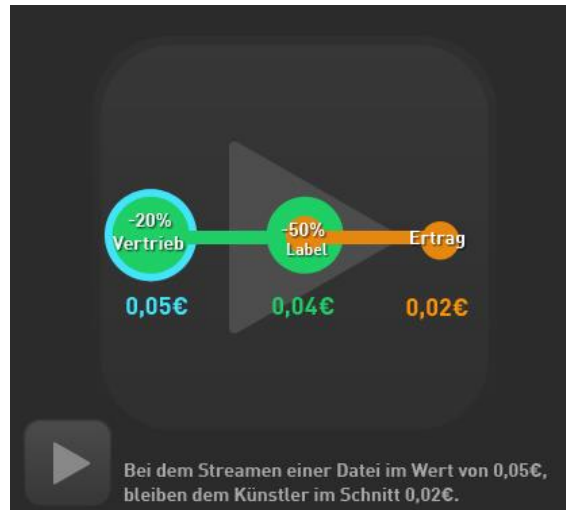 -20%
Vertrieb
-50%
Label
Ertrag
0,05€
0,04€
0,02€
Bei dem Streamen einer Datei im Wert von 0,05€,
bleiben dem Künstler im Schnitt 0,02€.